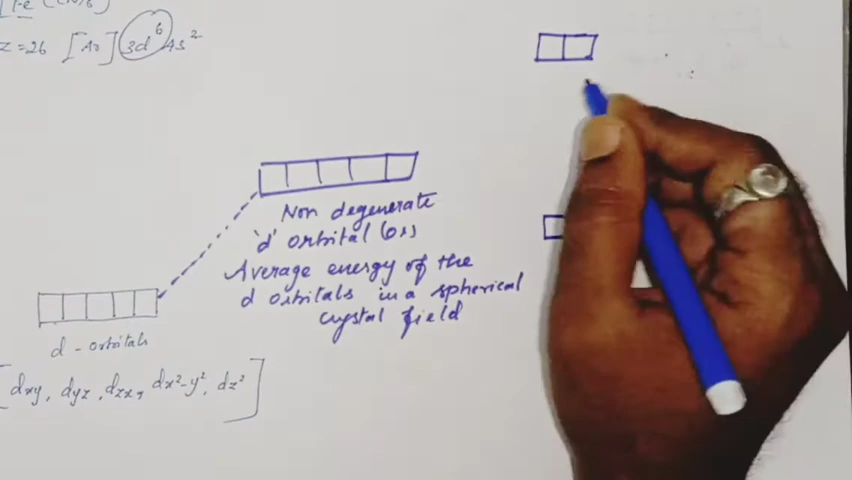 Z=26 [Ar] 3d⁶ 4s²
Non degenerate
'd' orbital (or)
Average energy of the
d orbitals in a spherical
crystal field
d - orbitals
[dxy, dyz, dzx, dx²-y², dz²]